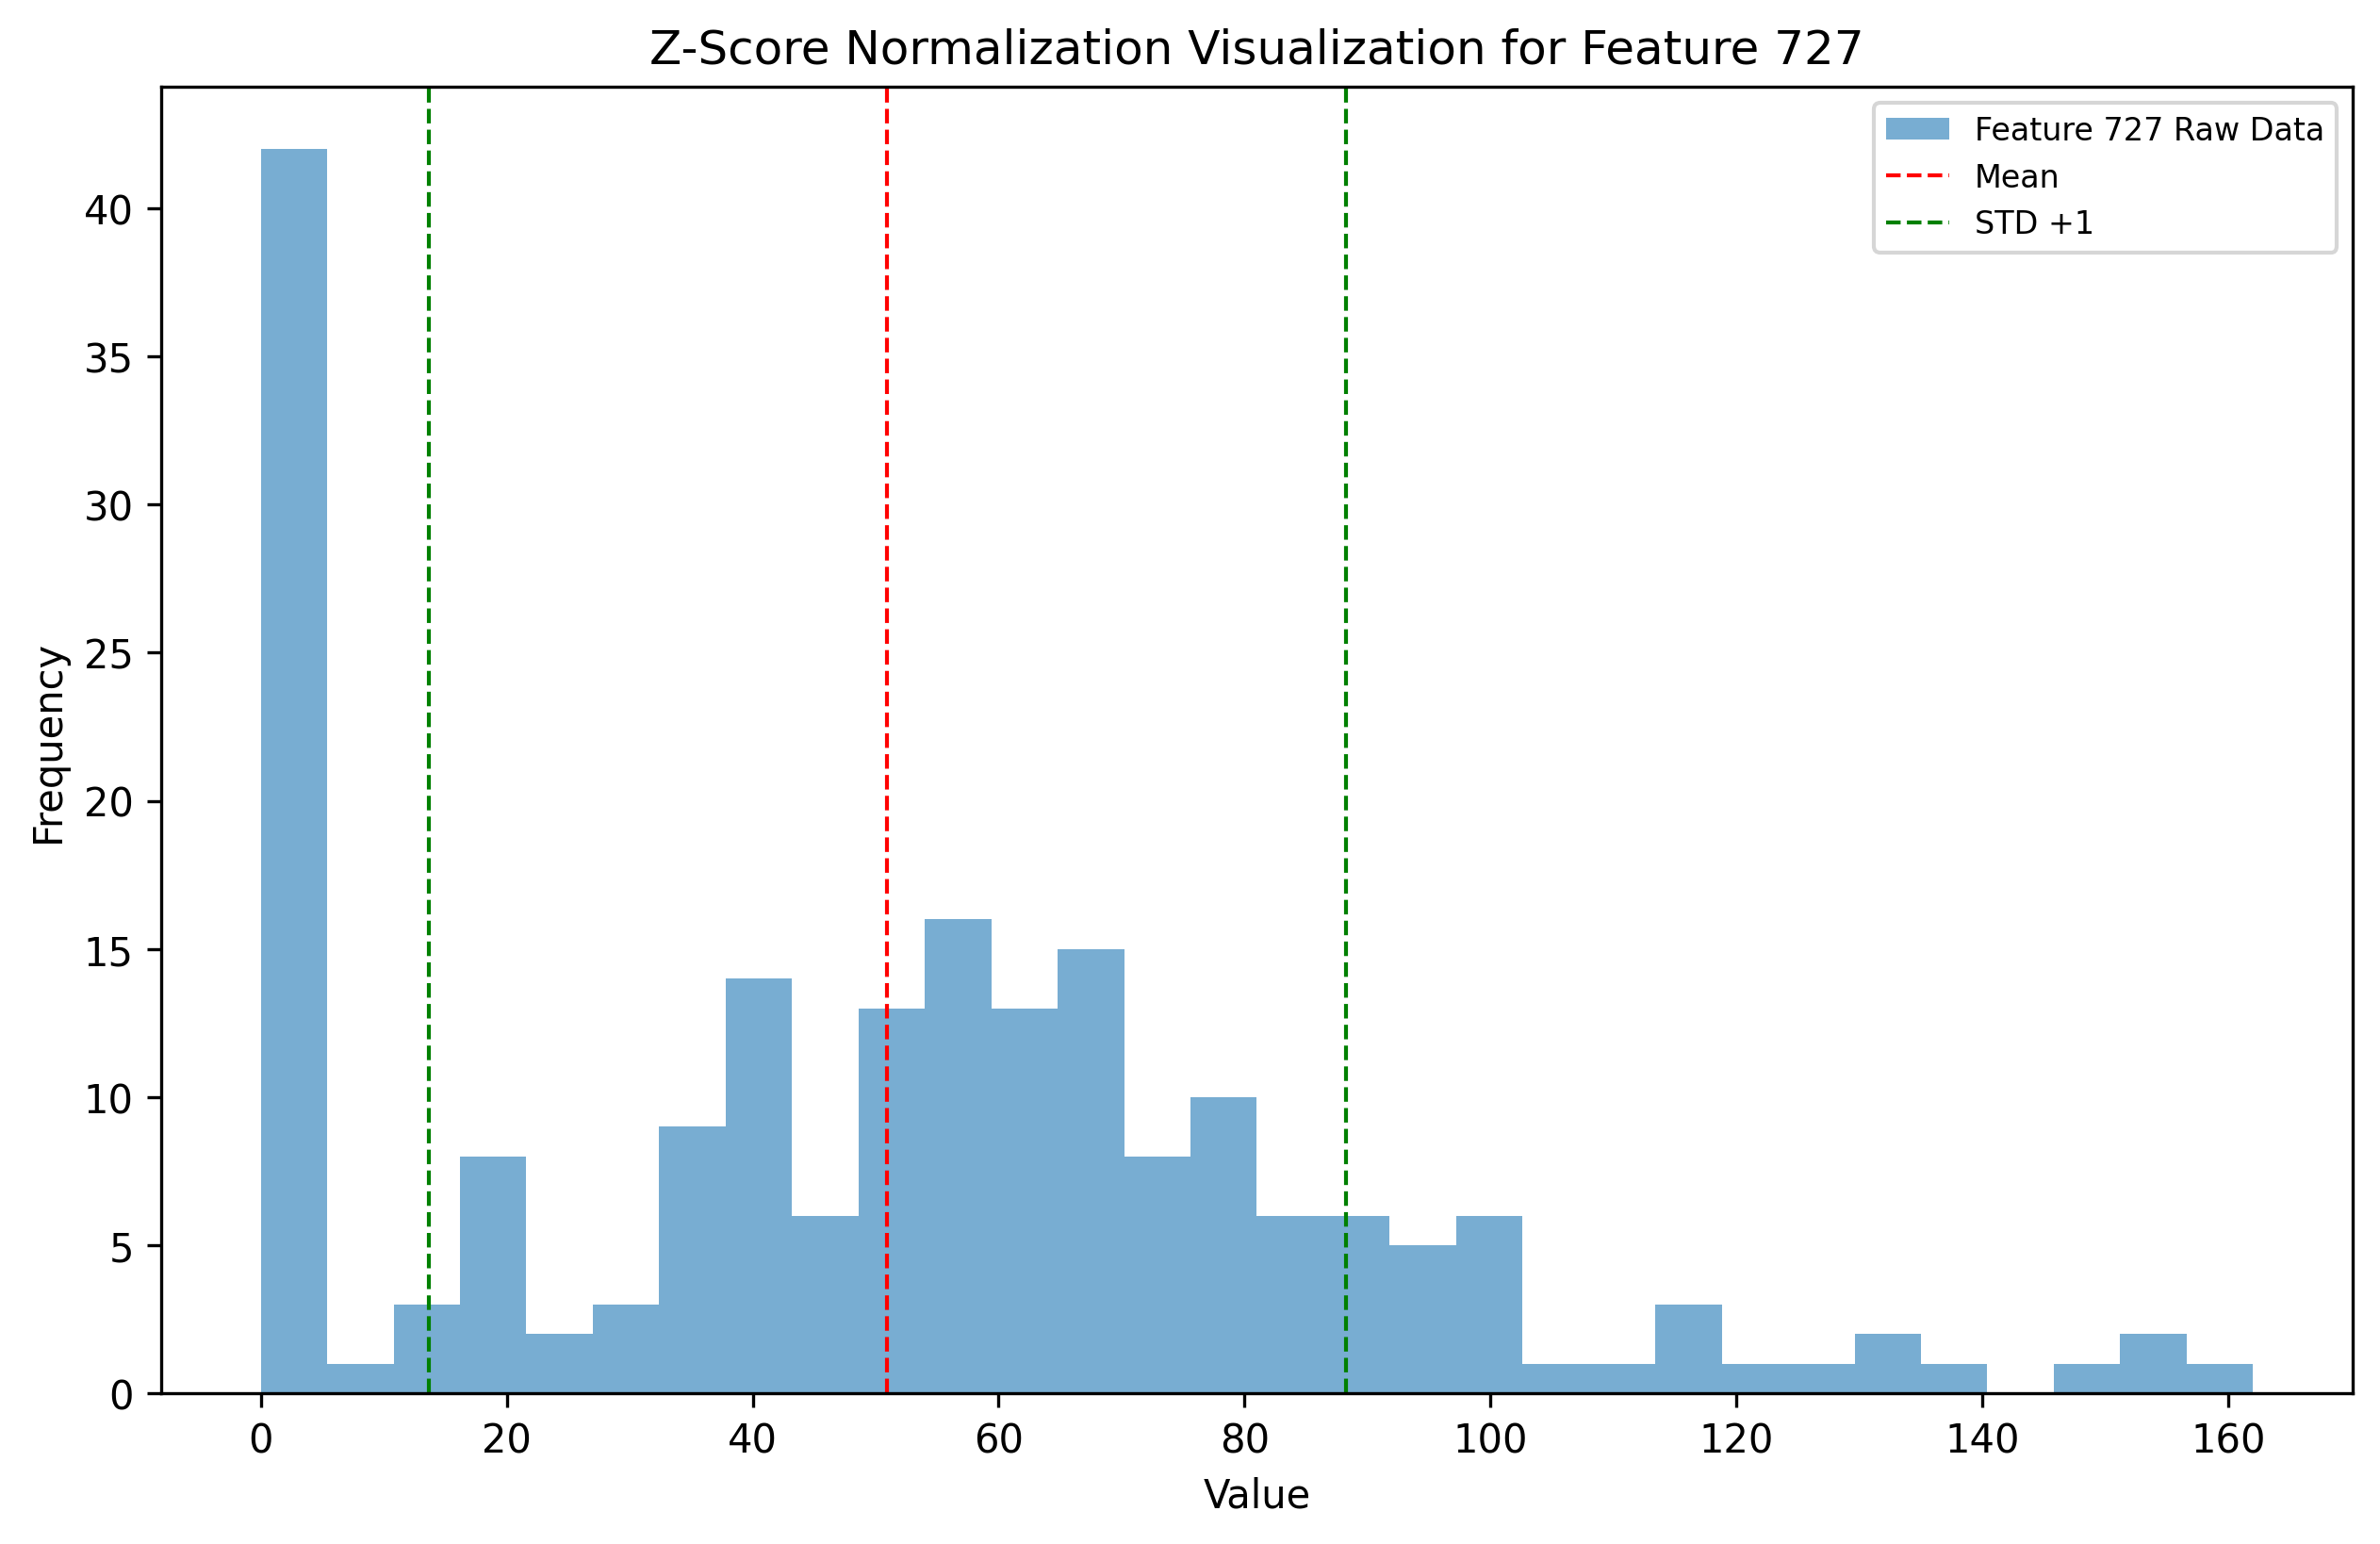 Z-Score Normalization Visualization for Feature 727
Feature 727 Raw Data
Mean
STD +1
Frequency
40
35
30
25
20
15
10
5
0
0 20 40 60 80 100 120 140 160
Value